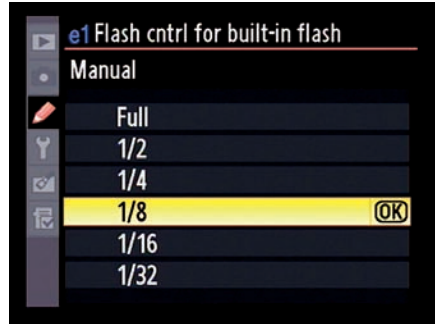 e1 Flash cntrl for built-in flash
Manual
Full
1/2
1/4
1/8 OK
1/16
1/32